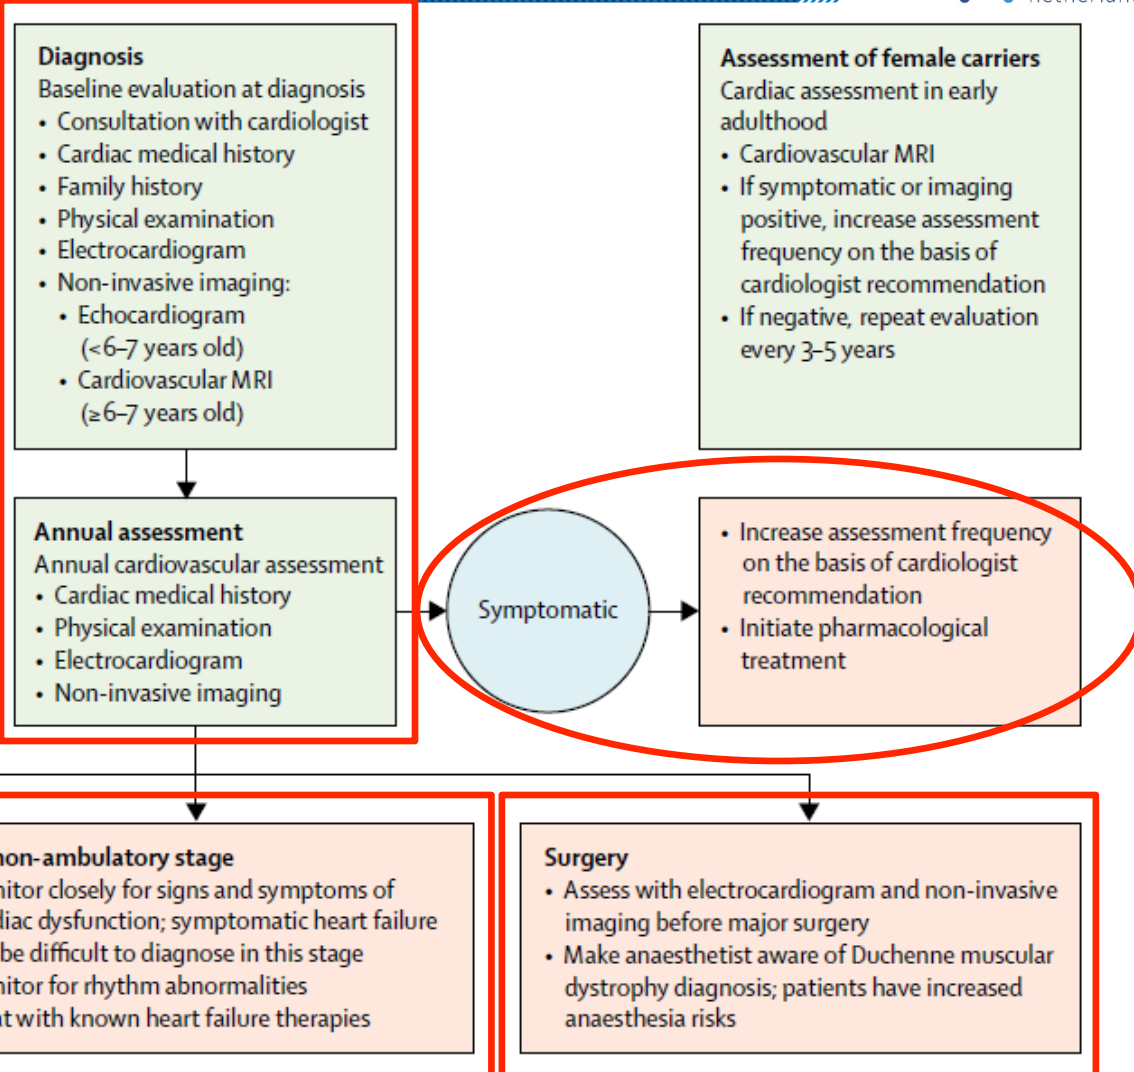 Diagnosis
Baseline evaluation at diagnosis
• Consultation with cardiologist
• Cardiac medical history
• Family history
• Physical examination
• Electrocardiogram
• Non-invasive imaging:
• Echocardiogram
(<6–7 years old)
• Cardiovascular MRI
(≥6–7 years old)
Assessment of female carriers
Cardiac assessment in early
adulthood
• Cardiovascular MRI
• If symptomatic or imaging
positive, increase assessment
frequency on the basis of
cardiologist recommendation
• If negative, repeat evaluation
every 3–5 years
Annual assessment
Annual cardiovascular assessment
• Cardiac medical history
• Physical examination
• Electrocardiogram
• Non-invasive imaging
Symptomatic
• Increase assessment frequency
on the basis of cardiologist
recommendation
• Initiate pharmacological
treatment
non-ambulatory stage
nitor closely for signs and symptoms of
diac dysfunction; symptomatic heart failure
be difficult to diagnose in this stage
nitor for rhythm abnormalities
at with known heart failure therapies
Surgery
• Assess with electrocardiogram and non-invasive
imaging before major surgery
• Make anaesthetist aware of Duchenne muscular
dystrophy diagnosis; patients have increased
anaesthesia risks